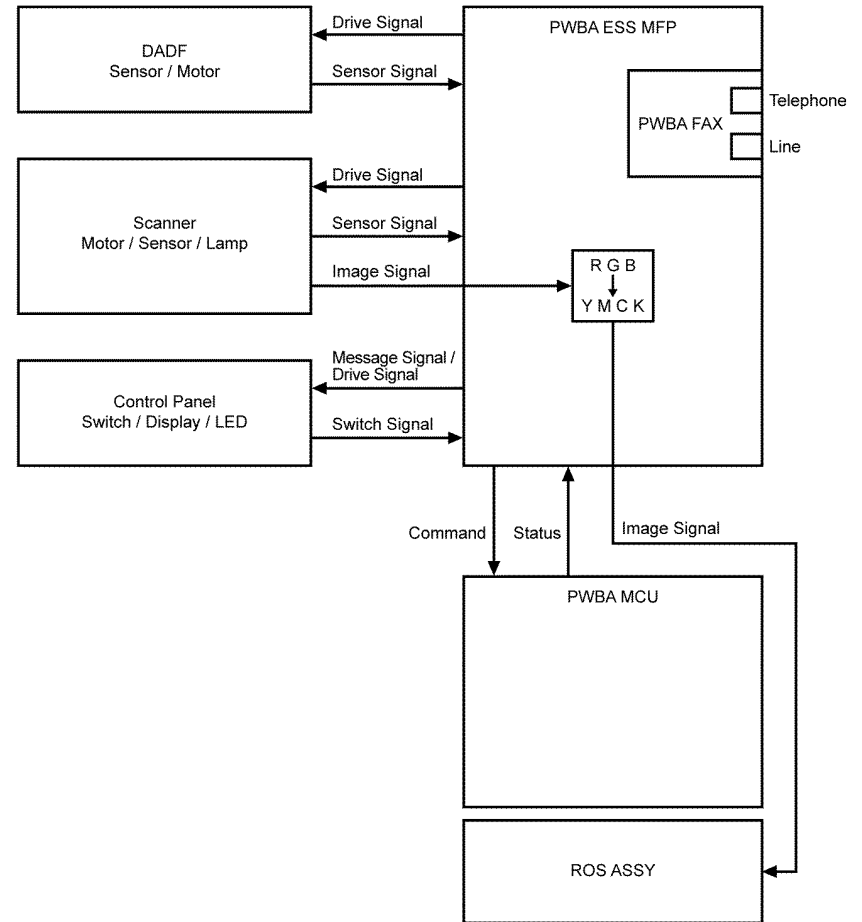 Drive Signal
PWBA ESS MFP
DADF
Sensor / Motor
Sensor Signal
Telephone
PWBA FAX
Line
Drive Signal
Scanner
Motor / Sensor / Lamp
Sensor Signal
Image Signal
R G B
Y M C K
Message Signal /
Drive Signal
Control Panel
Switch / Display / LED
Switch Signal
Command
Status
Image Signal
PWBA MCU
ROS ASSY